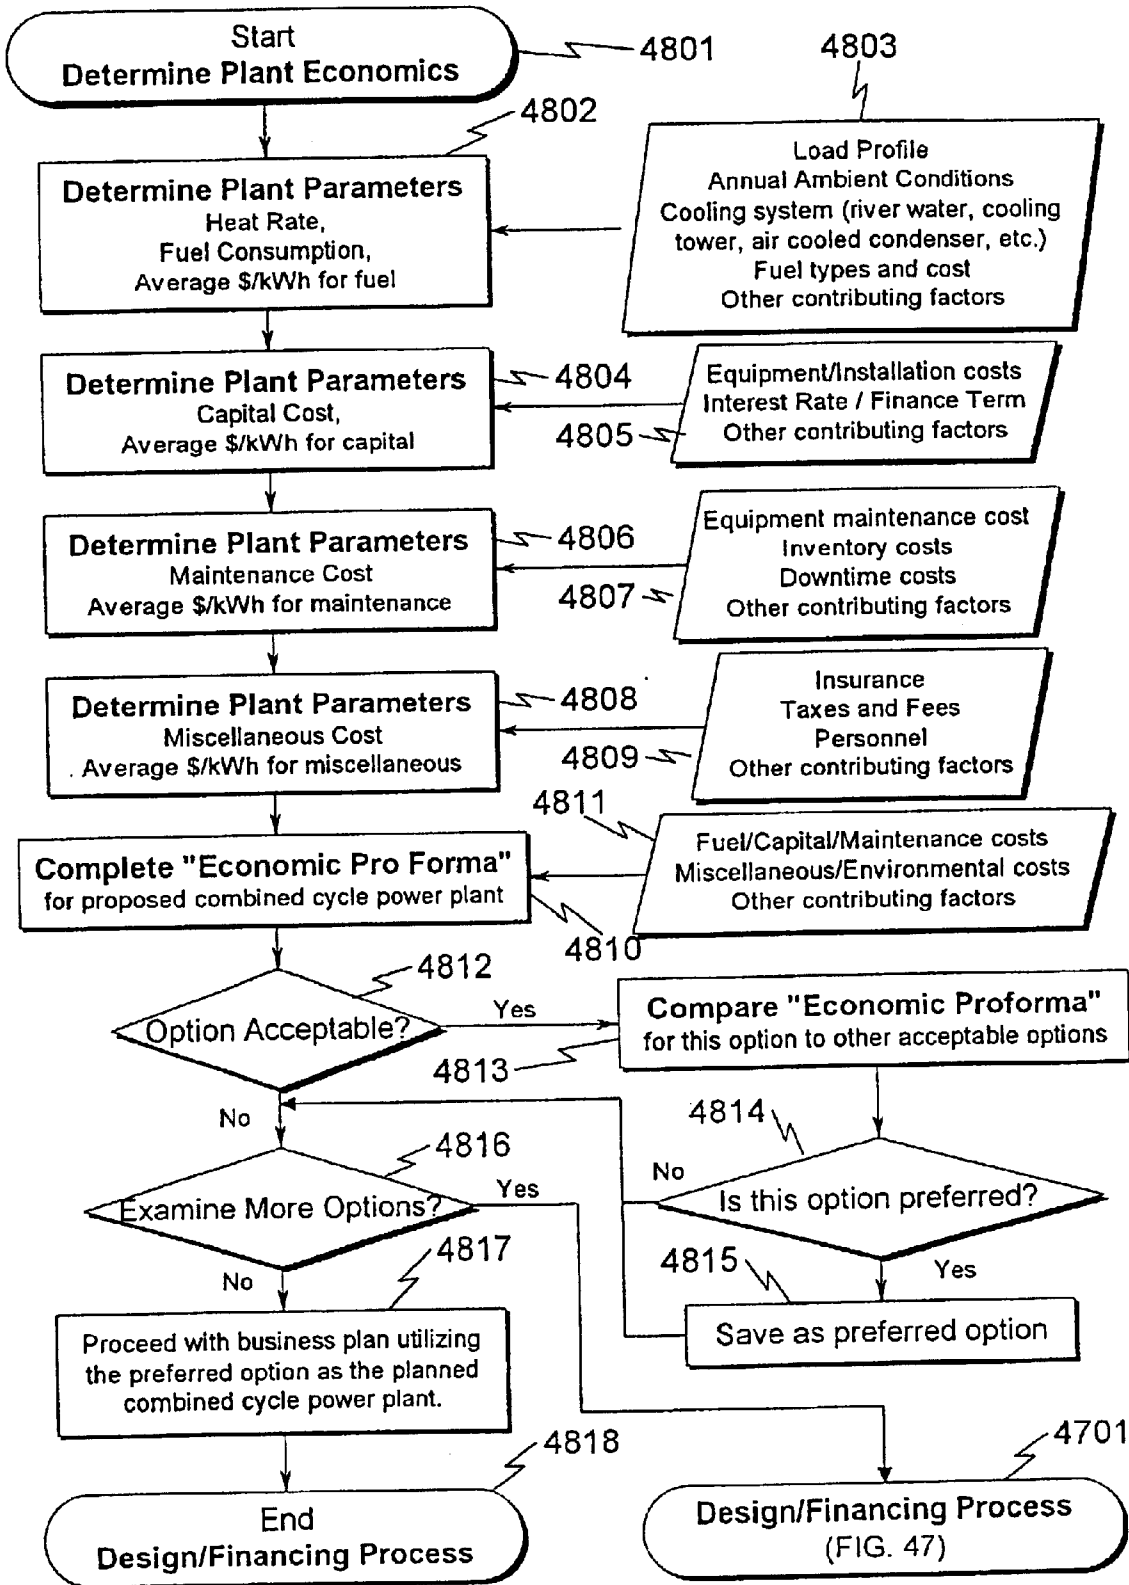 Start
Determine Plant Economics
4801
4803
4802
Determine Plant Parameters
Heat Rate,
Fuel Consumption,
Average $/kWh for fuel
Load Profile
Annual Ambient Conditions
Cooling system (river water, cooling
tower, air cooled condenser, etc.)
Fuel types and cost
Other contributing factors
Determine Plant Parameters
Capital Cost,
Average $/kWh for capital
4804
4805
Equipment/Installation costs
Interest Rate / Finance Term
Other contributing factors
Determine Plant Parameters
Maintenance Cost
Average $/kWh for maintenance
4806
4807
Equipment maintenance cost
Inventory costs
Downtime costs
Other contributing factors
Determine Plant Parameters
Miscellaneous Cost
Average $/kWh for miscellaneous
4808
4809
Insurance
Taxes and Fees
Personnel
Other contributing factors
4811
Complete "Economic Pro Forma"
for proposed combined cycle power plant
Fuel/Capital/Maintenance costs
Miscellaneous/Environmental costs
Other contributing factors
4810
4812
Option Acceptable?
Yes
4813
Compare "Economic Proforma"
for this option to other acceptable options
No
4814
4816
Examine More Options?
Yes
No
Is this option preferred?
4817
No
4815
Yes
Save as preferred option
Proceed with business plan utilizing
the preferred option as the planned
combined cycle power plant.
4818
4701
End
Design/Financing Process
Design/Financing Process
(FIG. 47)